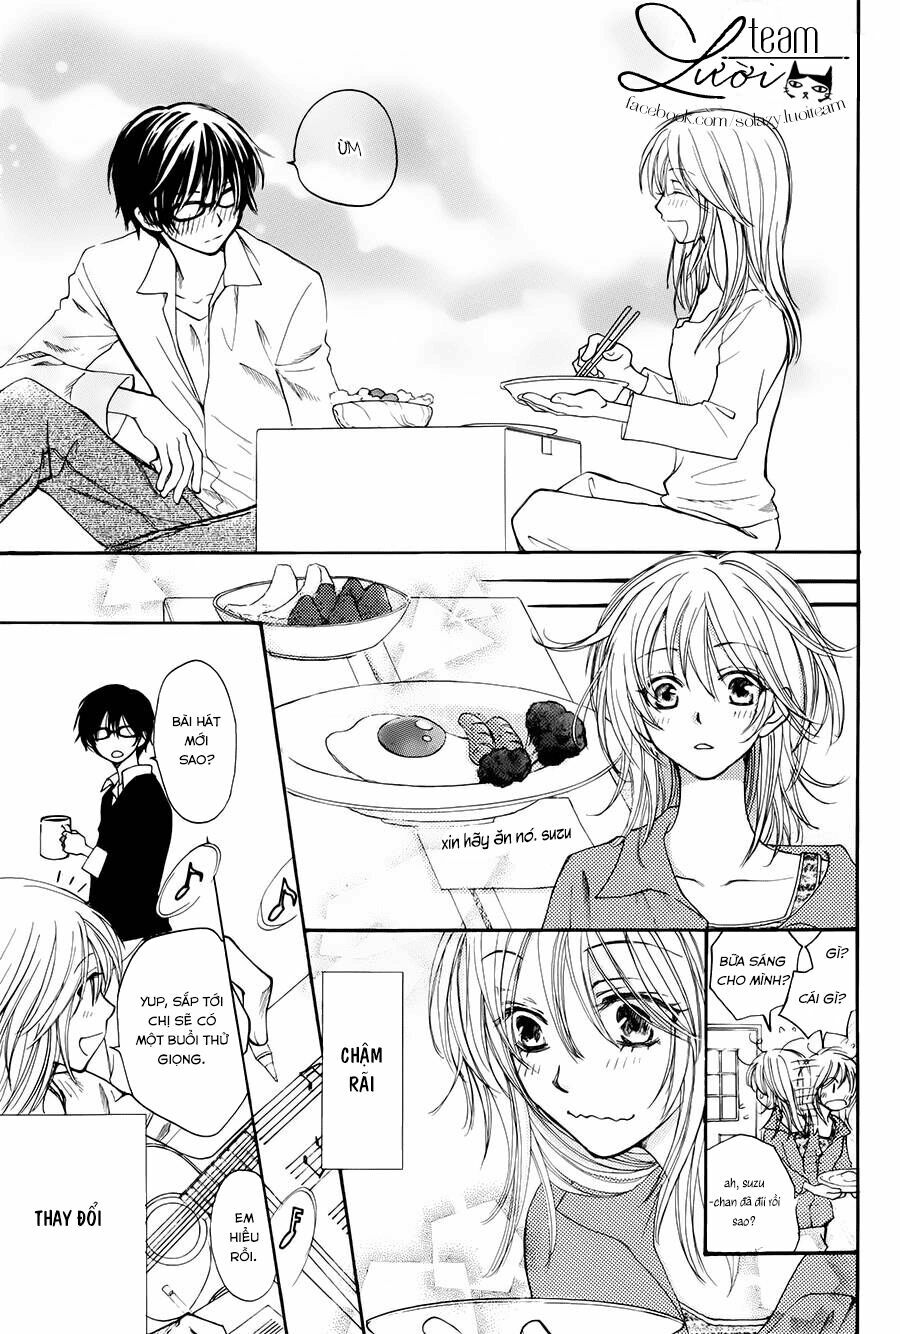 team
Lười
facebook.com/solazy.luoiteam
ỪM
xin hãy ăn nó. suzu
GÌ?
CÁI GÌ?
BỮA SÁNG
CHO MÌNH?
ah, suzu
-chan đã đii rồi
sao?
CHẬM
RÃI
BÀI HÁT
MỚI
SAO?
YUP, SẮP TỚI
CHỊ SẼ CÓ
MỘT BUỔI THỬ
GIỌNG.
EM
HIỂU
RỒI.
THAY ĐỔI